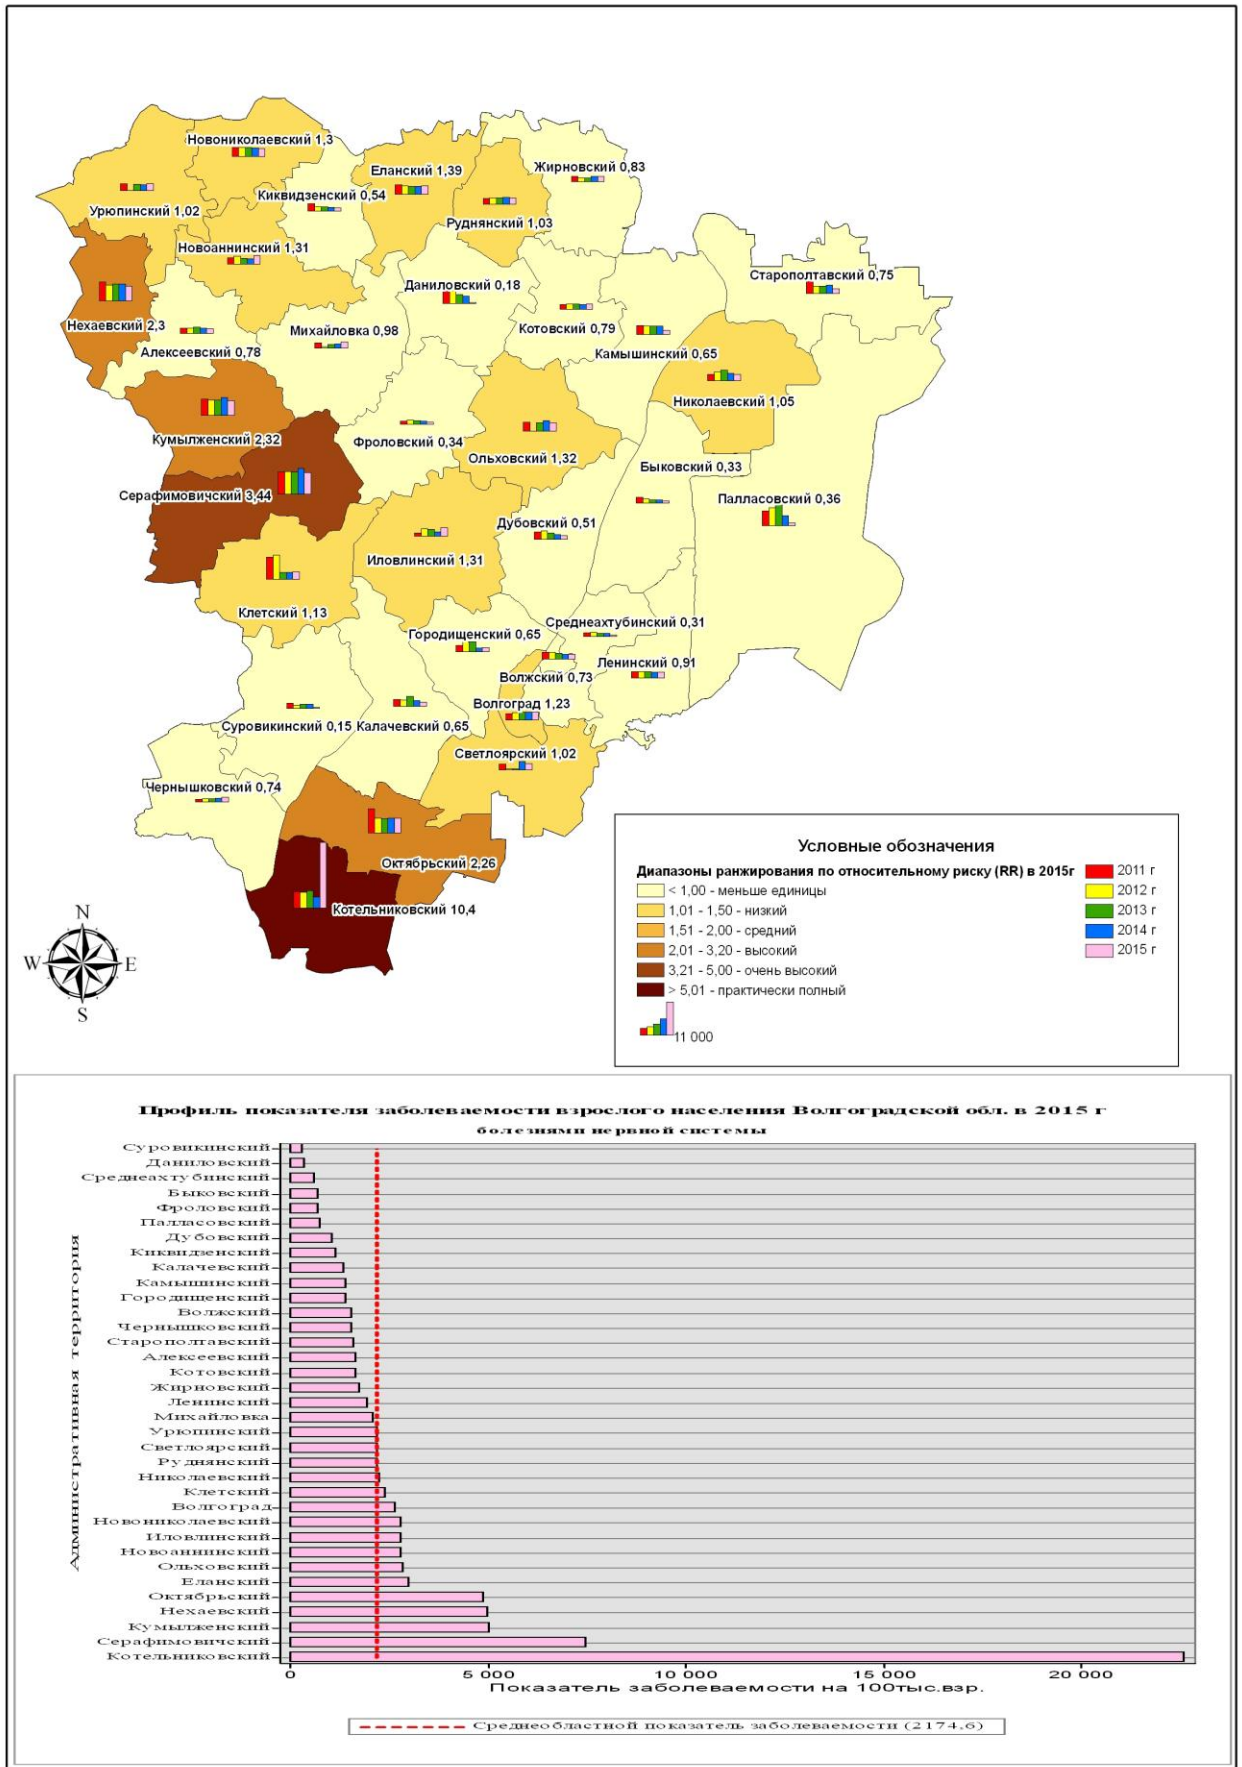 Новониколаевский 1,3
Жирновский 0,83
Еланский 1,39
Киквидзенский 0,54
Урюпинский 1,02
Руднянский 1,03
Новоаннинский 1,31
Старополтавский 0,75
Даниловский 0,18
Нехаевский 2,3
Михайловка 0,98
Котовский 0,79
Алексеевский 0,78
Камышинский 0,65
Николаевский 1,05
Кумылженский 2,32
Фроловский 0,34
Ольховский 1,32
Быковский 0,33
Серафимовичский 3,44
Палласовский 0,36
Дубовский 0,51
Иловлинский 1,31
Клетский 1,13
Среднеахтубинский 0,31
Городищенский 0,65
Ленинский 0,91
Волжский 0,73
Волгоград 1,23
Суровикинский 0,15
Калачевский 0,65
Светлоярский 1,02
Чернышковский 0,74
Октябрьский 2,26
Котельниковский 10,4
N
W
E
S
Условные обозначения
Диапазоны ранжирования по относительному риску (RR) в 2015г
< 1,00 - меньше единицы
1,01 - 1,50 - низкий
1,51 - 2,00 - средний
2,01 - 3,20 - высокий
3,21 - 5,00 - очень высокий
> 5,01 - практически полный
11 000
2011 г
2012 г
2013 г
2014 г
2015 г
Профиль показателя заболеваемости взрослого населения Волгоградской обл. в 2015 г
болезнями нервной системы
Административная территория
Суровикинский
Даниловский
Среднеахтубинский
Быковский
Фроловский
Палласовский
Дубовский
Киквидзенский
Калачевский
Камышинский
Городищенский
Волжский
Чернышковский
Старополтавский
Алексеевский
Котовский
Жирновский
Ленинский
Михайловка
Урюпинский
Светлоярский
Руднянский
Николаевский
Клетский
Волгоград
Новониколаевский
Иловлинский
Новоаннинский
Ольховский
Еланский
Октябрьский
Нехаевский
Кумылженский
Серафимовичский
Котельниковский
0 5 000 10 000 15 000 20 000
Показатель заболеваемости на 100тыс.взр.
Среднеобластной показатель заболеваемости (2174,6)